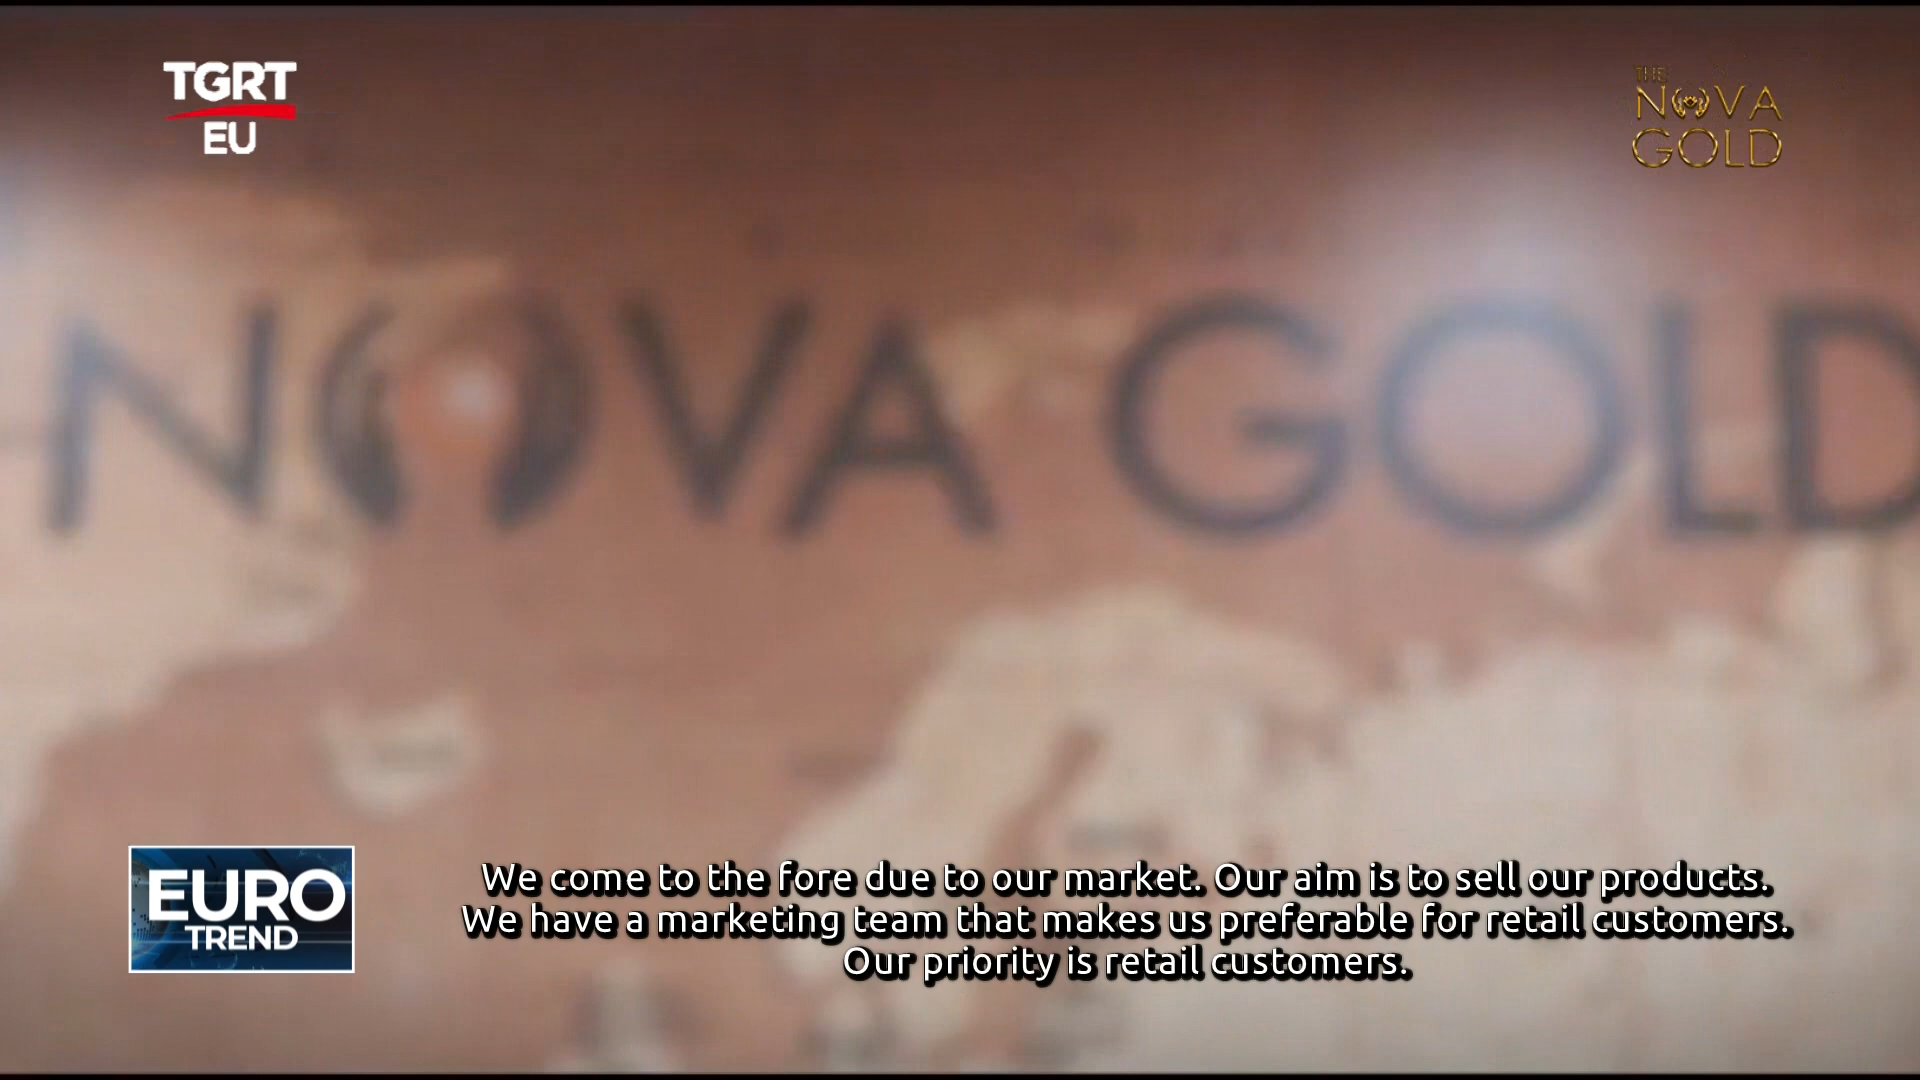 TGRT
EU
THE
NOVA
GOLD
NOVA GOLD
EURO
TREND
We come to the fore due to our market. Our aim is to sell our products.
We have a marketing team that makes us preferable for retail customers.
Our priority is retail customers.